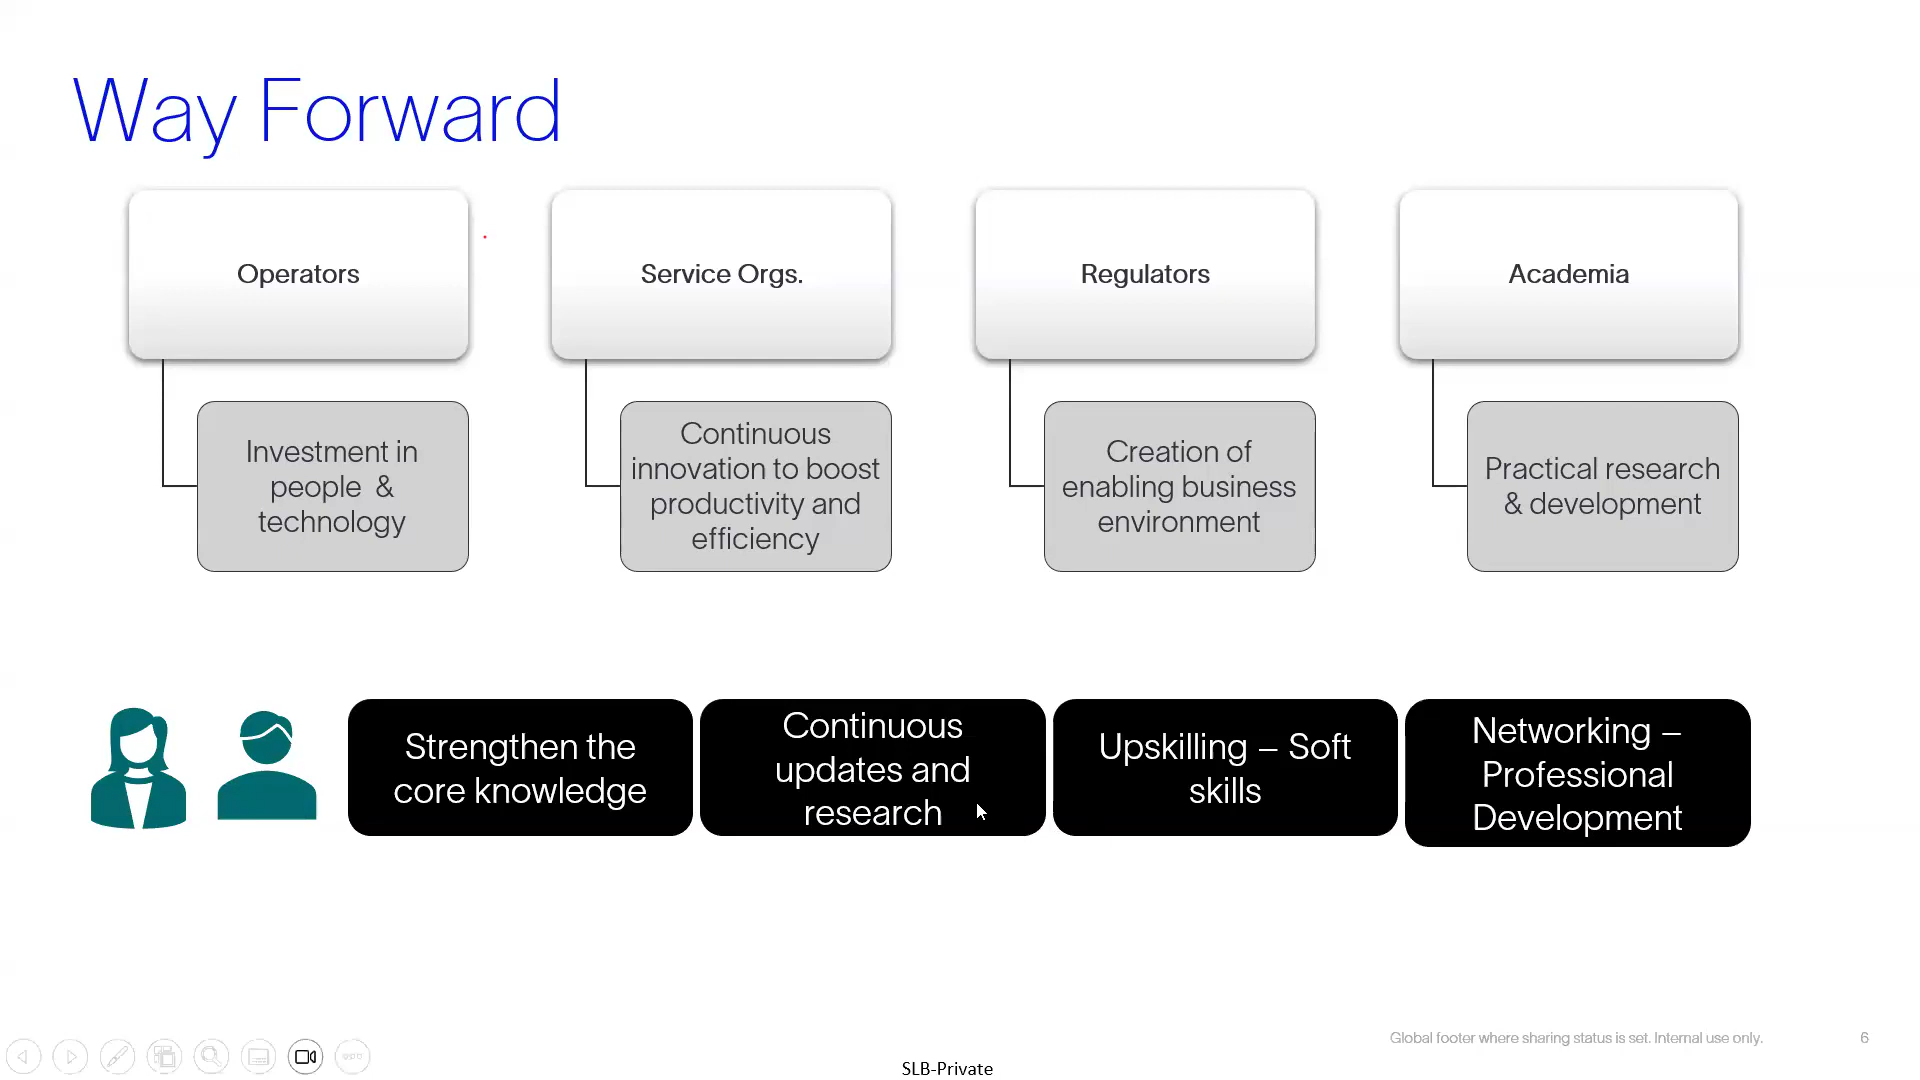 Way Forward
Operators
Service Orgs.
Regulators
Academia
Investment in
people & 
technology
Continuous
innovation to boost
productivity and
efficiency
Creation of
enabling business
environment
Practical research
& development
Strengthen the
core knowledge
Continuous
updates and
research
Upskilling – Soft
skills
Networking –
Professional
Development
Global footer where sharing status is set. Internal use only.
6
SLB-Private